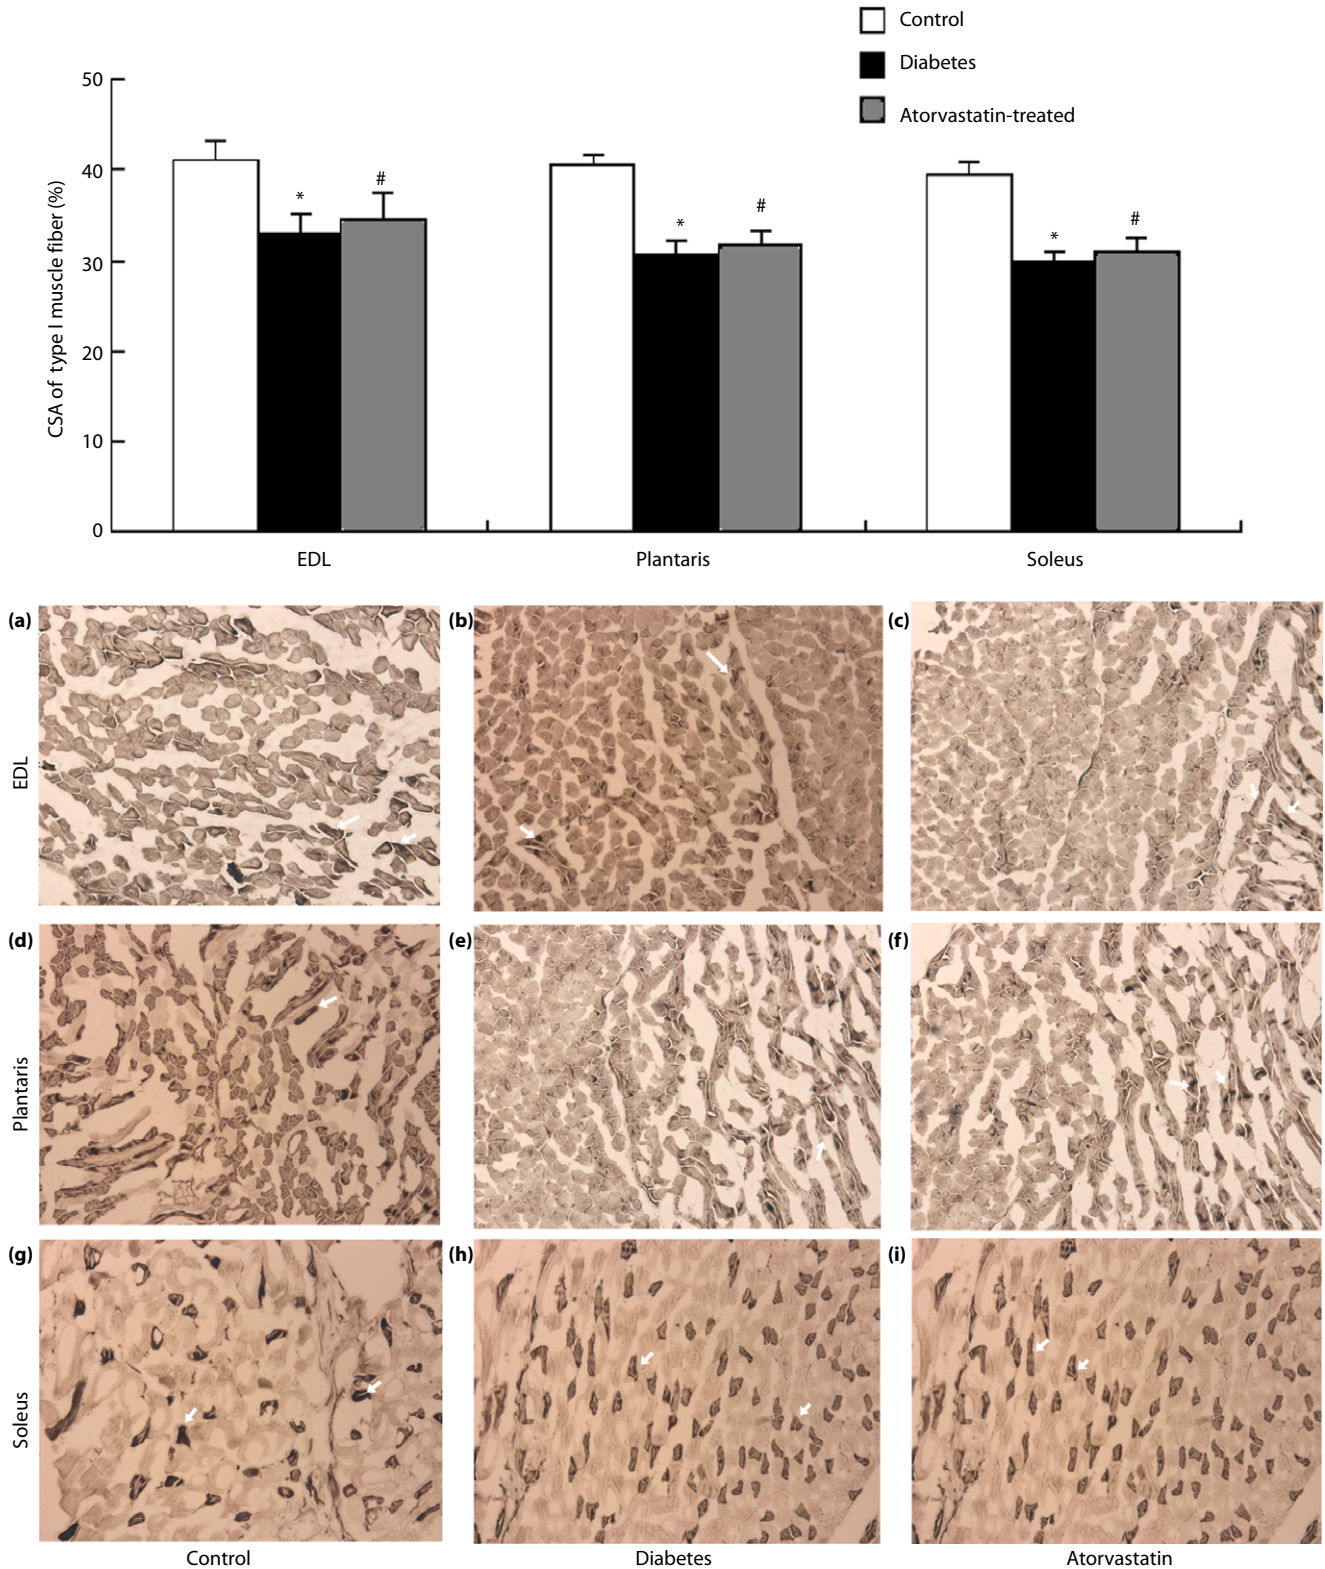 Control
Diabetes
Atorvastatin-treated
CSA of type I muscle fiber (%)
50
40
30
20
10
0
*
#
*
#
*
#
EDL Plantaris Soleus
(a) (b) (c)
EDL
(d) (e) (f)
Plantaris
(g) (h) (i)
Soleus
Control Diabetes Atorvastatin